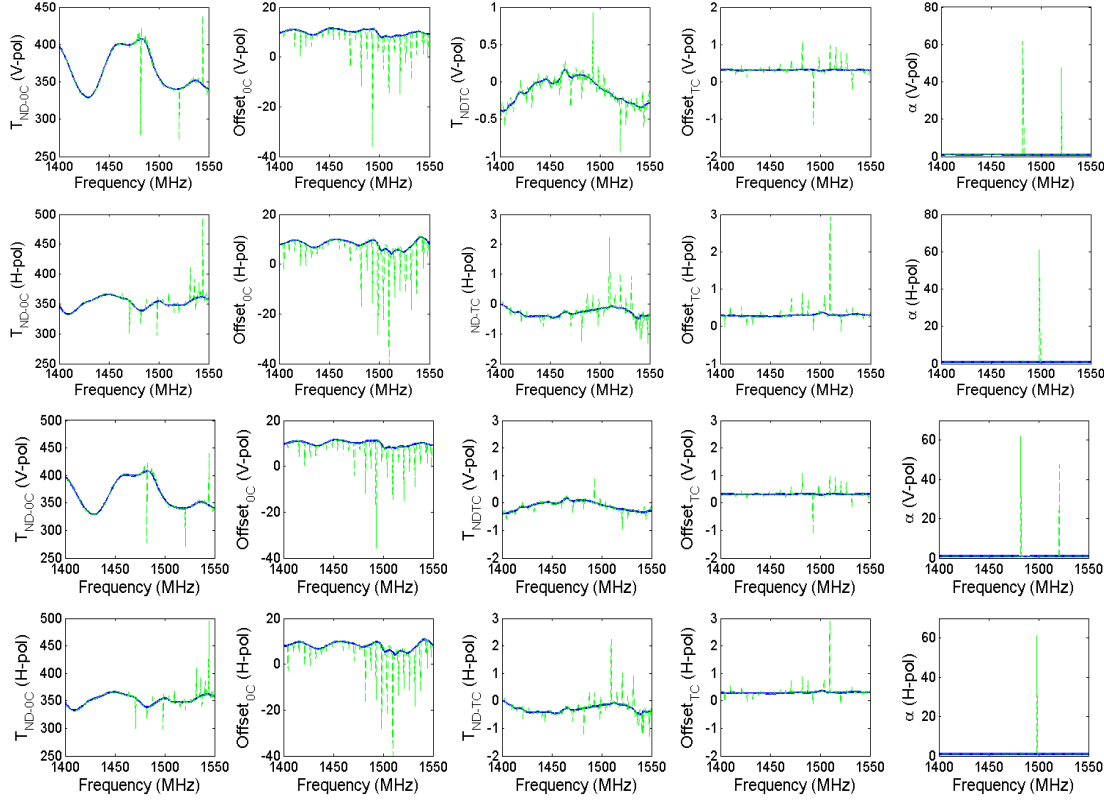 T_ND-0C (V-pol)
450
400
350
300
250
1400 1450 1500 1550
Frequency (MHz)
Offset_0C (V-pol)
20
0
-20
-40
1400 1450 1500 1550
Frequency (MHz)
T_NDTC (V-pol)
1
0.5
0
-0.5
-1
1400 1450 1500 1550
Frequency (MHz)
Offset_TC (V-pol)
2
1
0
-1
-2
1400 1450 1500 1550
Frequency (MHz)
α (V-pol)
80
60
40
20
0
1400 1450 1500 1550
Frequency (MHz)
T_ND-0C (H-pol)
500
450
400
350
300
250
1400 1450 1500 1550
Frequency (MHz)
Offset_0C (H-pol)
20
0
-20
-40
1400 1450 1500 1550
Frequency (MHz)
ND-TC (H-pol)
3
2
1
0
-1
-2
1400 1450 1500 1550
Frequency (MHz)
Offset_TC (H-pol)
3
2
1
0
-1
1400 1450 1500 1550
Frequency (MHz)
α (H-pol)
80
60
40
20
0
1400 1450 1500 1550
Frequency (MHz)
T_ND-0C (V-pol)
500
450
400
350
300
250
1400 1450 1500 1550
Frequency (MHz)
Offset_0C (V-pol)
20
0
-20
-40
1400 1450 1500 1550
Frequency (MHz)
T_NDTC (V-pol)
3
2
1
0
-1
-2
1400 1450 1500 1550
Frequency (MHz)
Offset_TC (V-pol)
3
2
1
0
-1
-2
1400 1450 1500 1550
Frequency (MHz)
α (V-pol)
60
40
20
0
1400 1450 1500 1550
Frequency (MHz)
T_ND-0C (H-pol)
500
450
400
350
300
250
1400 1450 1500 1550
Frequency (MHz)
Offset_0C (H-pol)
20
0
-20
-40
1400 1450 1500 1550
Frequency (MHz)
T_ND-TC (H-pol)
3
2
1
0
-1
-2
1400 1450 1500 1550
Frequency (MHz)
Offset_TC (H-pol)
3
2
1
0
-1
-2
1400 1450 1500 1550
Frequency (MHz)
α (H-pol)
60
40
20
0
1400 1450 1500 1550
Frequency (MHz)